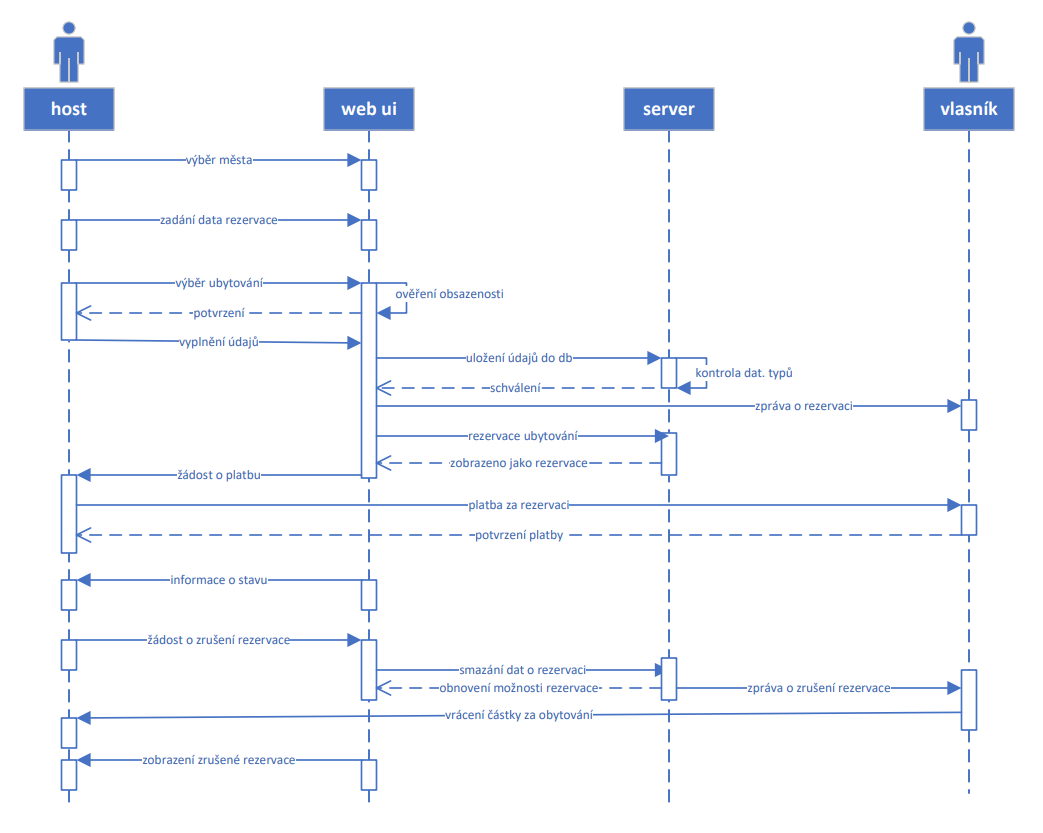 host
web ui
server
vlasník
výběr města
zadání data rezervace
výběr ubytování
ověření obsazenosti
potvrzení
vyplnění údajů
uložení údajů do db
kontrola dat. typů
schválení
zpráva o rezervaci
rezervace ubytování
zobrazeno jako rezervace
žádost o platbu
platba za rezervaci
potvrzení platby
informace o stavu
žádost o zrušení rezervace
smazání dat o rezervaci
obnovení možnosti rezervace
zpráva o zrušení rezervace
vrácení částky za obytování
zobrazení zrušené rezervace